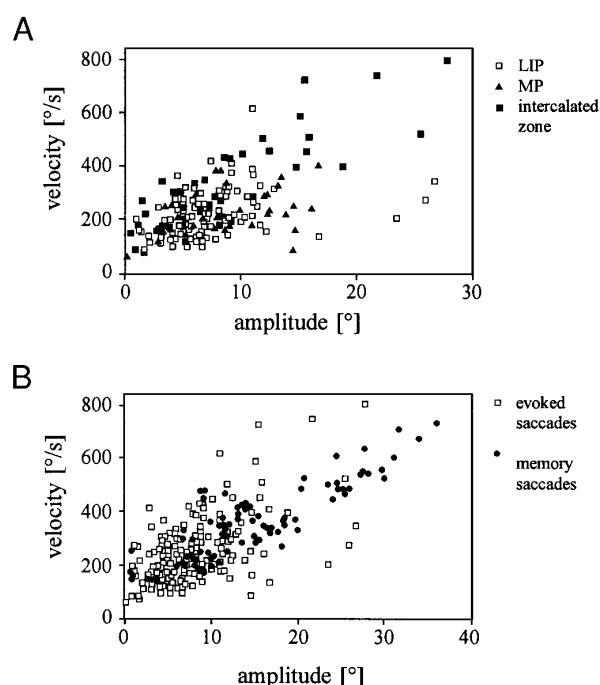 A
velocity [°/s]
800
600
400
200
0
0 10 20 30
amplitude [°]
LIP
MP
intercalated
zone
B
velocity [°/s]
800
600
400
200
0
0 10 20 30 40
amplitude [°]
evoked
saccades
memory
saccades